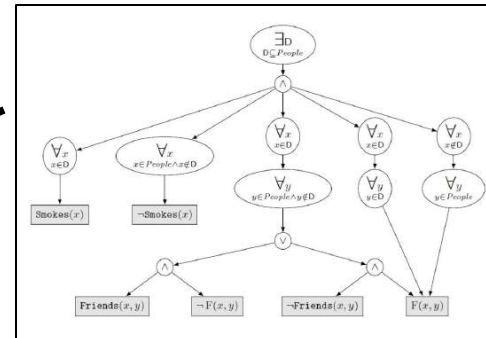 ∃D
D⊆People
∧
∀x
x∈D
∀x
x∈People∧x∉D
∀x
x∈D
∀x
x∈D
∀x
x∉D
∀y
y∈People∧y∉D
∀y
y∈D
∀y
y∈People
Smokes(x)
¬Smokes(x)
∨
∧
∧
Friends(x, y)
¬ F(x, y)
¬Friends(x, y)
F(x, y)